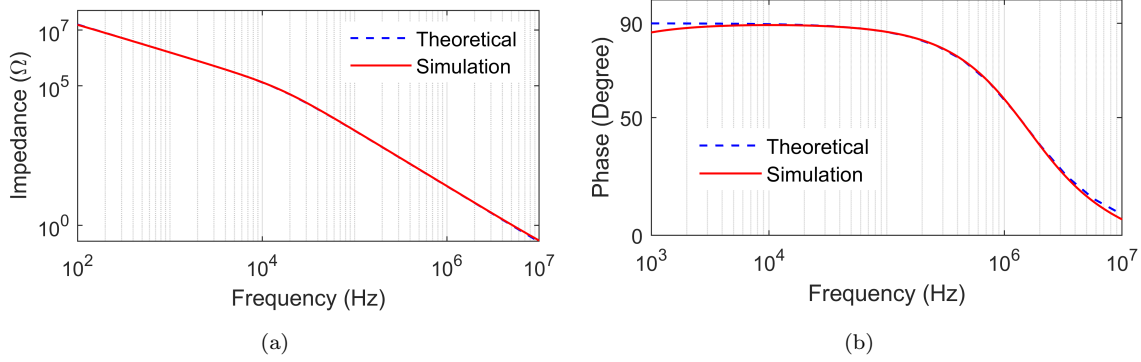 10^7
10^5
10^0
Impedance (Ω)
Theoretical
Simulation
10^2
10^4
10^6
10^7
Frequency (Hz)
(a)
90
50
0
Phase (Degree)
Theoretical
Simulation
10^3
10^4
10^6
10^7
Frequency (Hz)
(b)